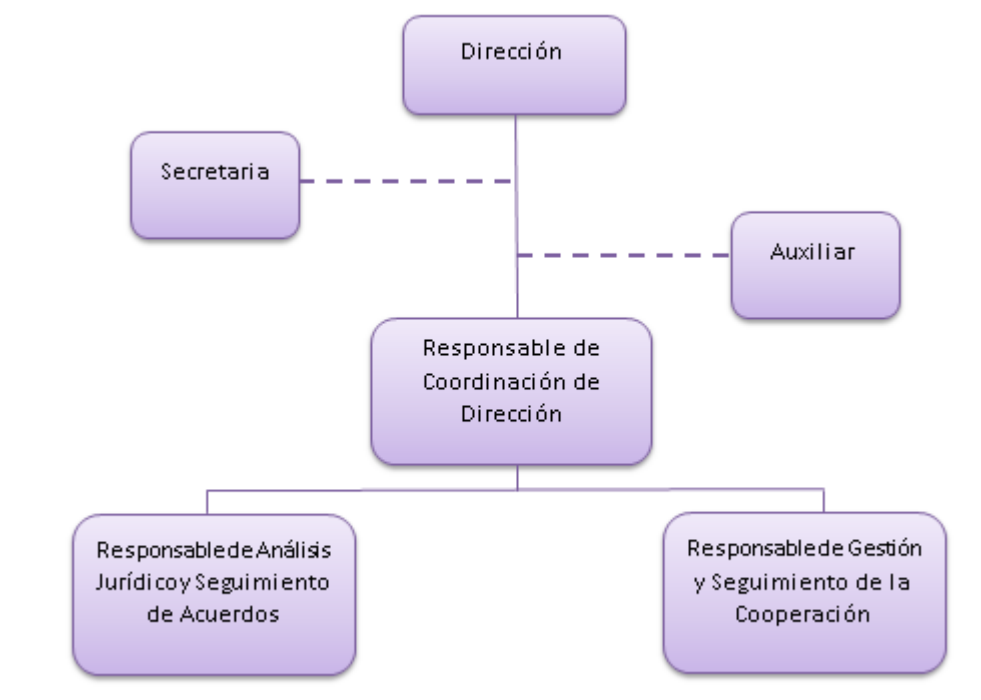 Dirección
Secretaria
Auxiliar
Responsable de
Coordinación de
Dirección
Responsable de Análisis
Jurídico y Seguimiento
de Acuerdos
Responsable de Gestión
y Seguimiento de la
Cooperación